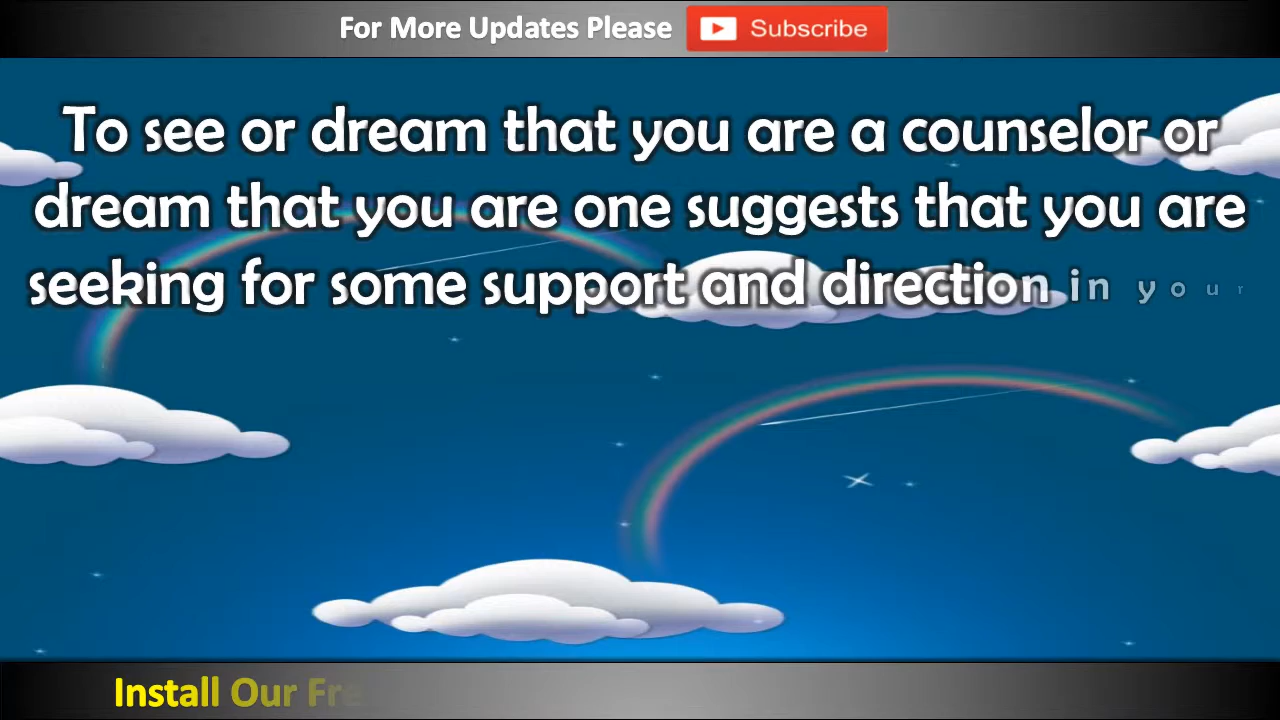 For More Updates Please Subscribe
To see or dream that you are a counselor or
dream that you are one suggests that you are
seeking for some support and direction in your
Install Our Fre